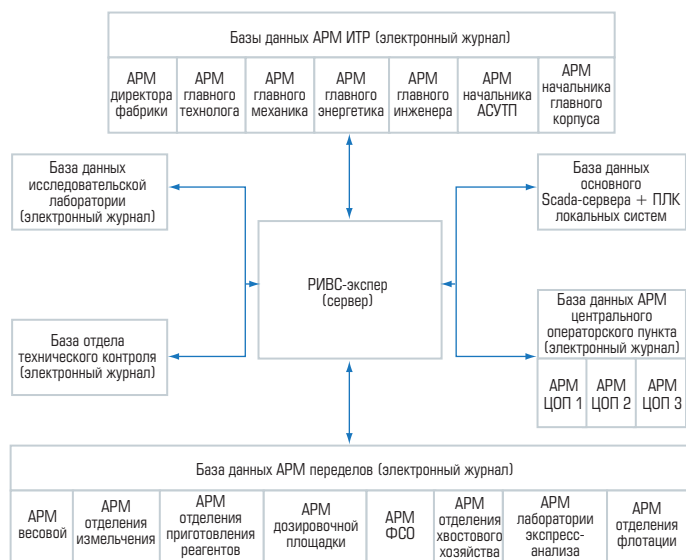 Базы данных АРМ ИТР (электронный журнал)
АРМ
директора
фабрики
АРМ
главного
технолога
АРМ
главного
механика
АРМ
главного
энергетика
АРМ
главного
инженера
АРМ
начальника
АСУТП
АРМ
начальника
главного
корпуса
База данных
исследовательской
лаборатории
(электронный журнал)
База данных
основного
Scada-сервера + ПЛК
локальных систем
РИВС-экспер
(сервер)
База отдела
технического контроля
(электронный журнал)
База данных АРМ
центрального
операторского пункта
(электронный журнал)
АРМ
ЦОП 1
АРМ
ЦОП 2
АРМ
ЦОП 3
База данных АРМ переделов (электронный журнал)
АРМ
весовой
АРМ
отделения
измельчения
АРМ
отделения
приготовления
реагентов
АРМ
дозировочной
площадки
АРМ
ФСО
АРМ
отделения
хвостового
хозяйства
АРМ
лаборатории
экспресс-
анализа
АРМ
отделения
флотации